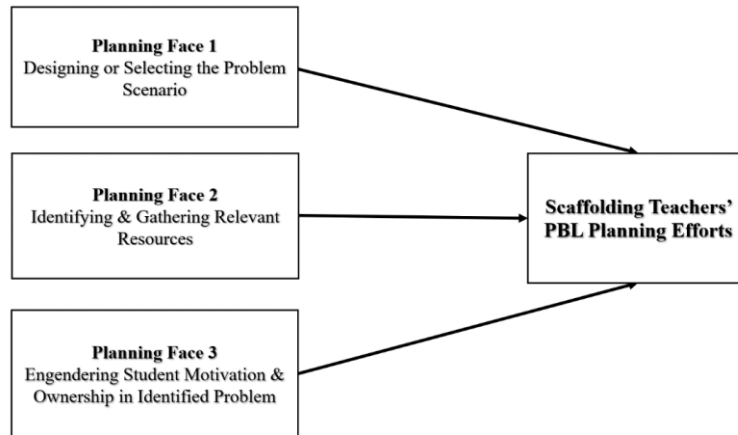 Planning Face 1
Designing or Selecting the Problem
Scenario
Planning Face 2
Identifying & Gathering Relevant
Resources
Planning Face 3
Engendering Student Motivation &
Ownership in Identified Problem
Scaffolding Teachers'
PBL Planning Efforts